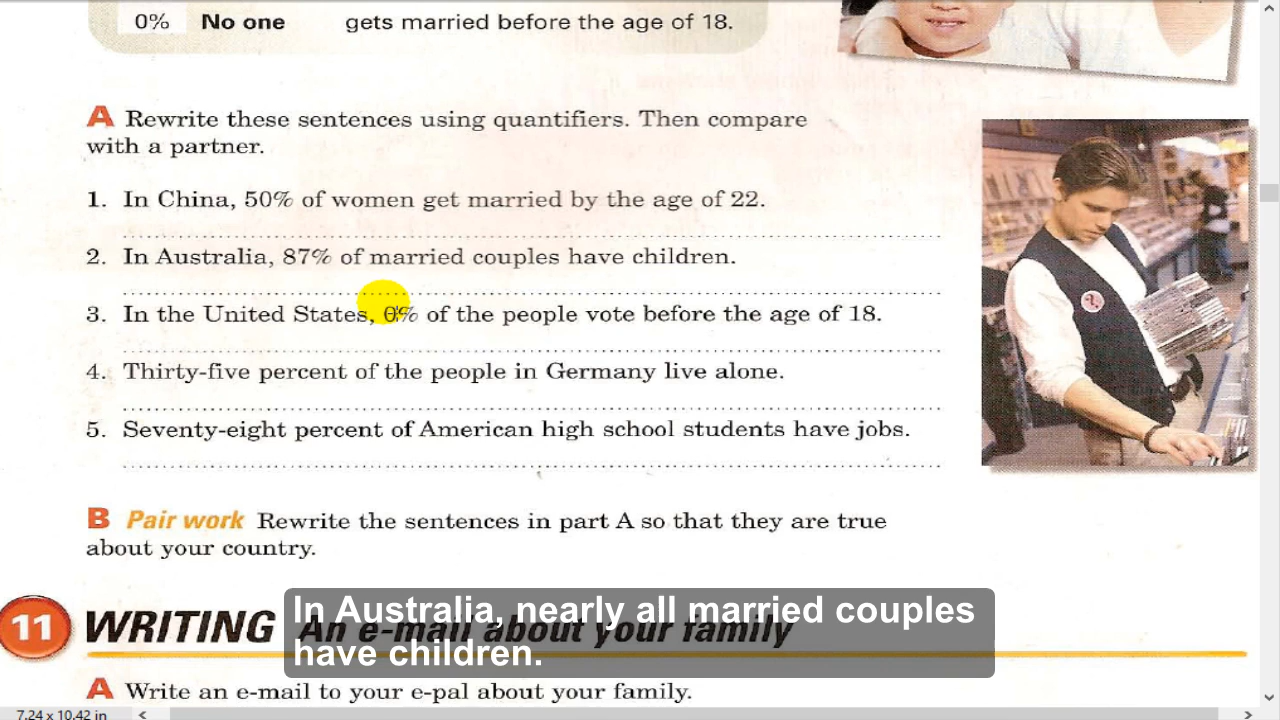 0% No one gets married before the age of 18.
A Rewrite these sentences using quantifiers. Then compare
with a partner.
1. In China, 50% of women get married by the age of 22.
2. In Australia, 87% of married couples have children.
3. In the United States, 0% of the people vote before the age of 18.
4. Thirty-five percent of the people in Germany live alone.
5. Seventy-eight percent of American high school students have jobs.
B Pair work Rewrite the sentences in part A so that they are true
about your country.
11 WRITING An e-mail about your family
In Australia, nearly all married couples
have children.
A Write an e-mail to your e-pal about your family.
7.24 x 10.42 in